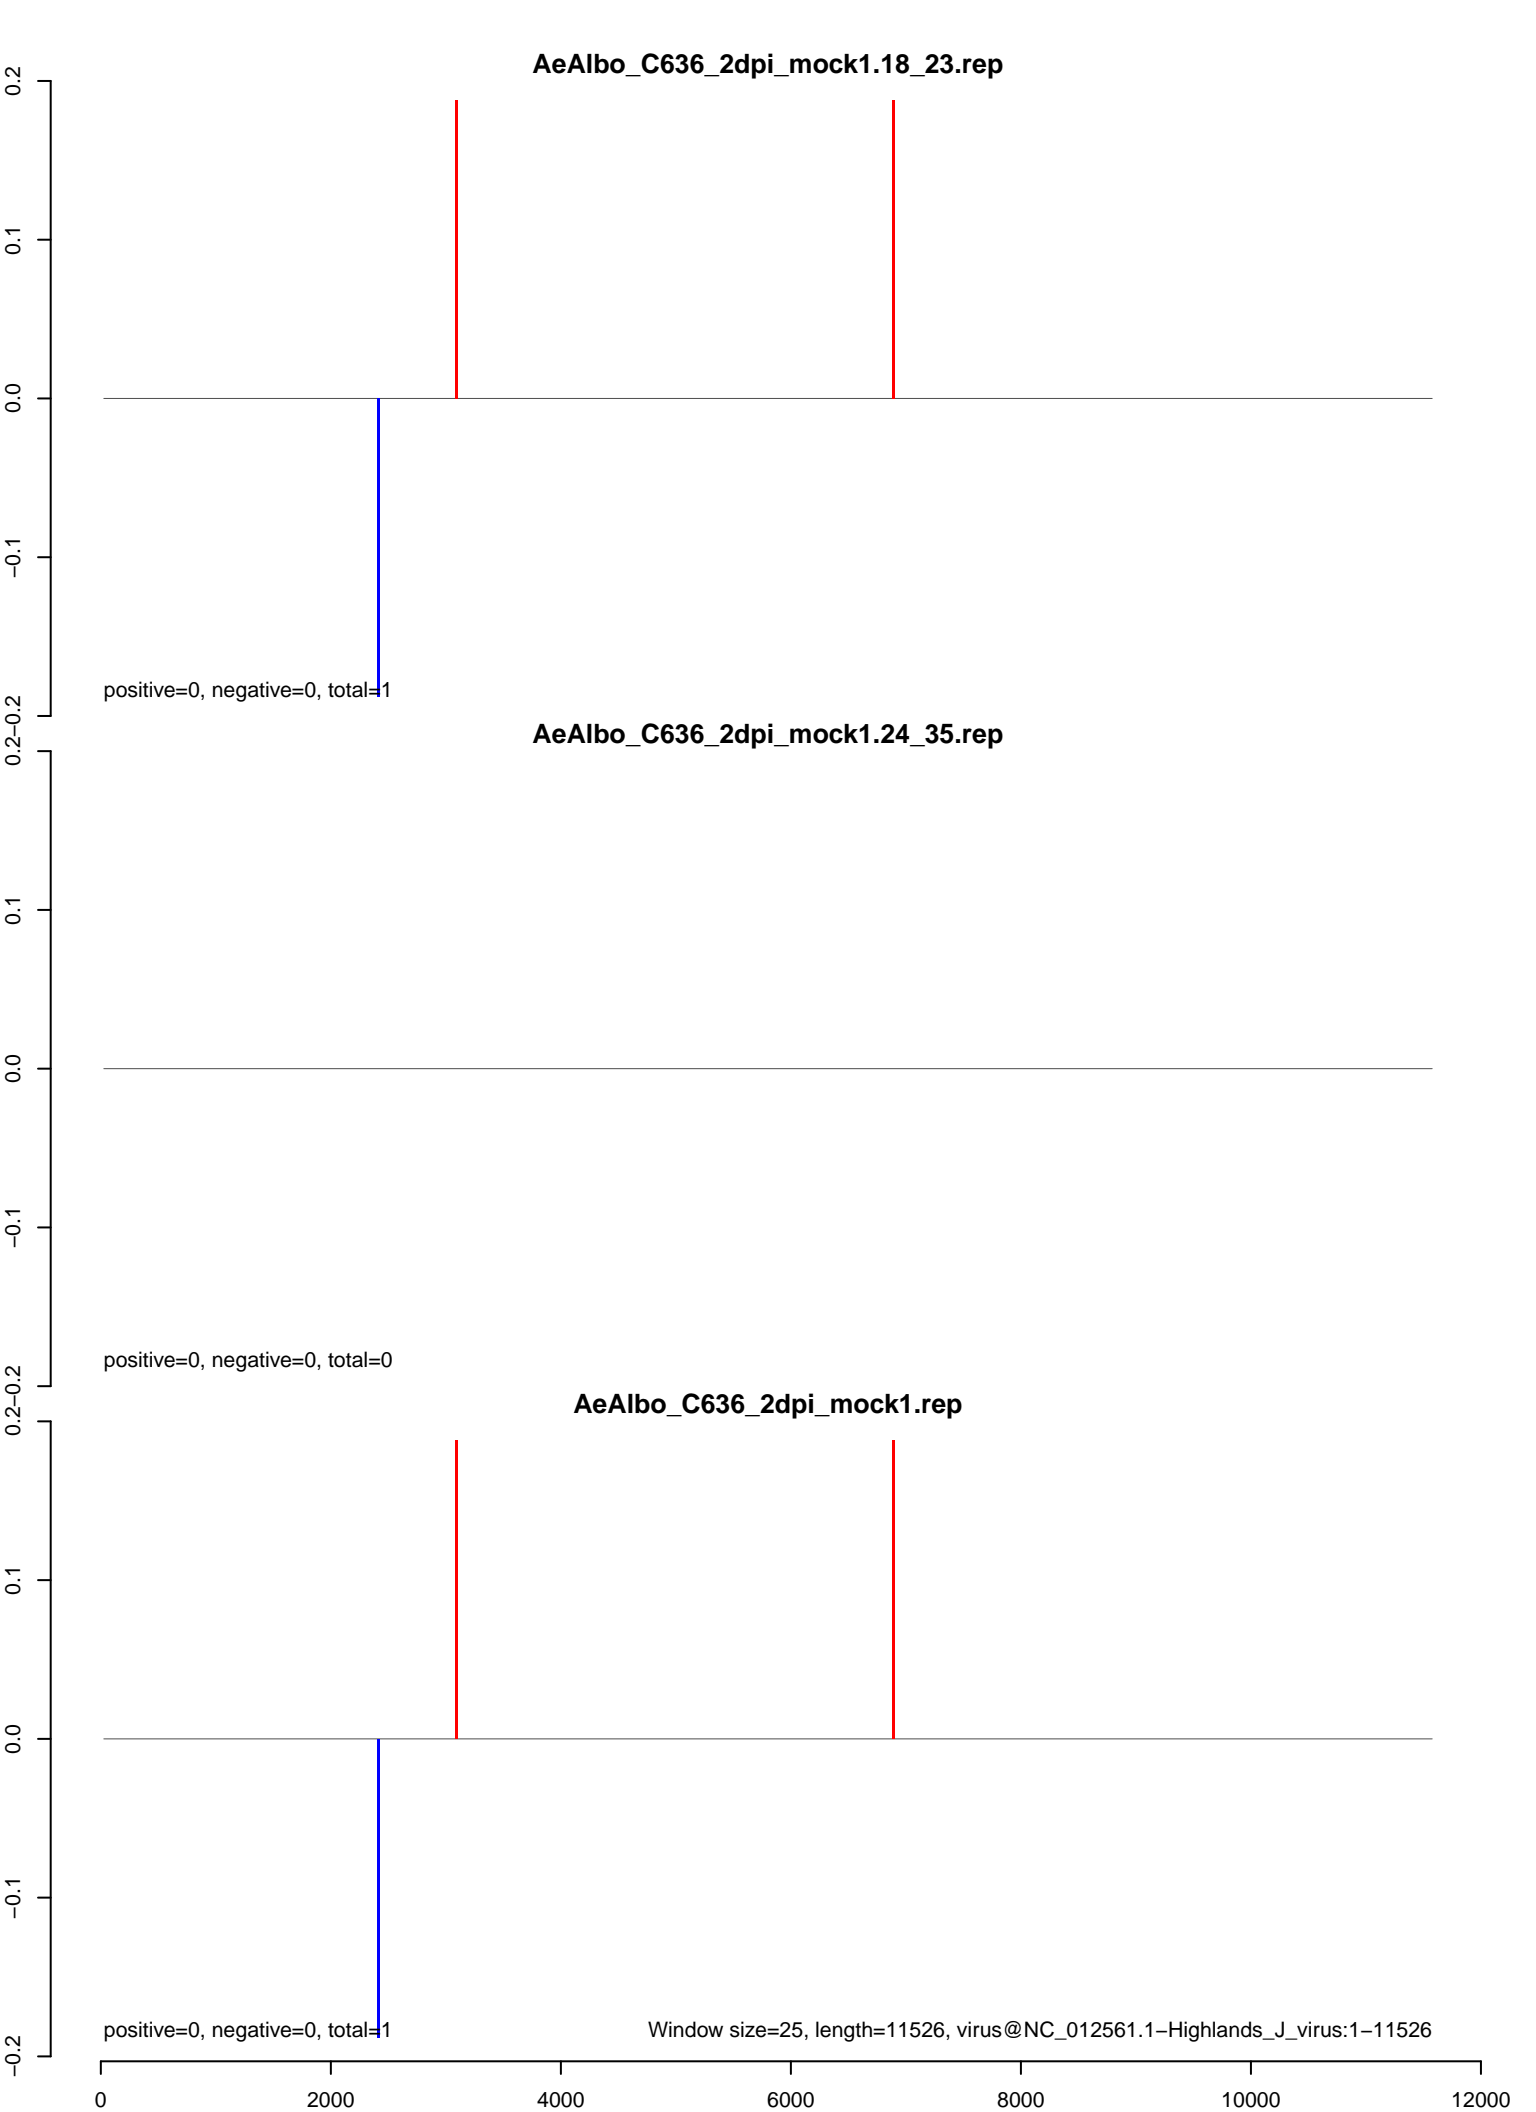 AeAlbo_C636_2dpi_mock1.18_23.rep
0.2
0.1
0.0
−0.1
−0.2
positive=0, negative=0, total=1
AeAlbo_C636_2dpi_mock1.24_35.rep
0.2
0.1
0.0
−0.1
−0.2
positive=0, negative=0, total=0
AeAlbo_C636_2dpi_mock1.rep
0.2
0.1
0.0
−0.1
−0.2
positive=0, negative=0, total=1
Window size=25, length=11526, virus@NC_012561.1−Highlands_J_virus:1−11526
0 2000 4000 6000 8000 10000 12000